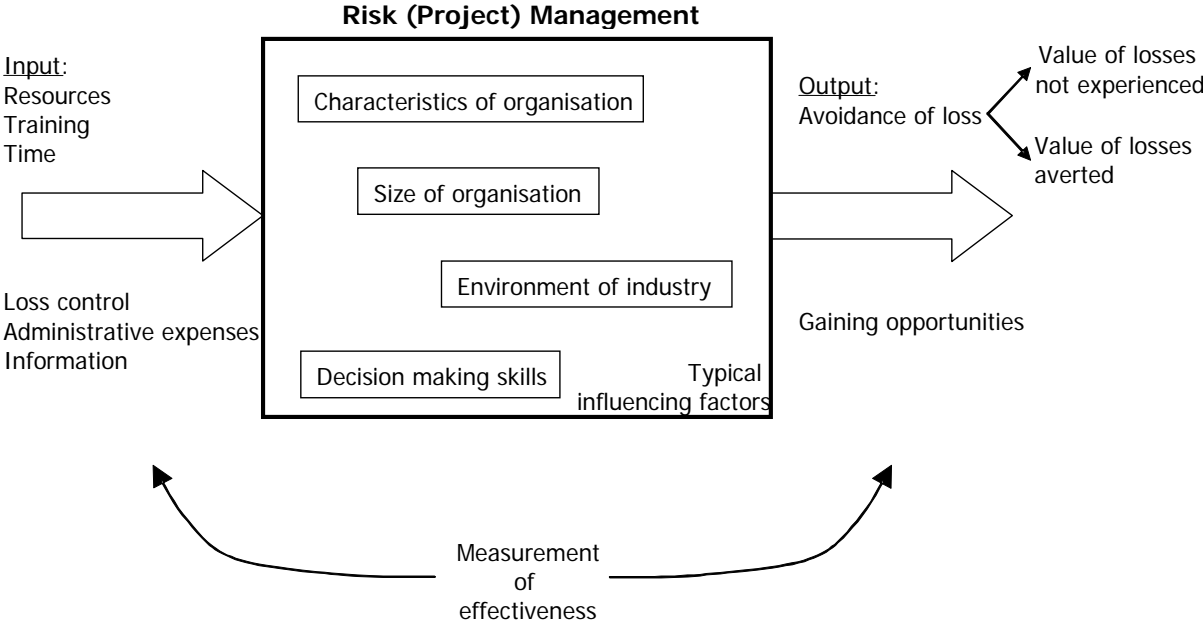 Risk (Project) Management
Input:
Resources
Training
Time
Loss control
Administrative expenses
Information
Characteristics of organisation
Size of organisation
Environment of industry
Decision making skills
Typical
influencing factors
Output:
Avoidance of loss
Value of losses
not experienced
Value of losses
averted
Gaining opportunities
Measurement
of
effectiveness